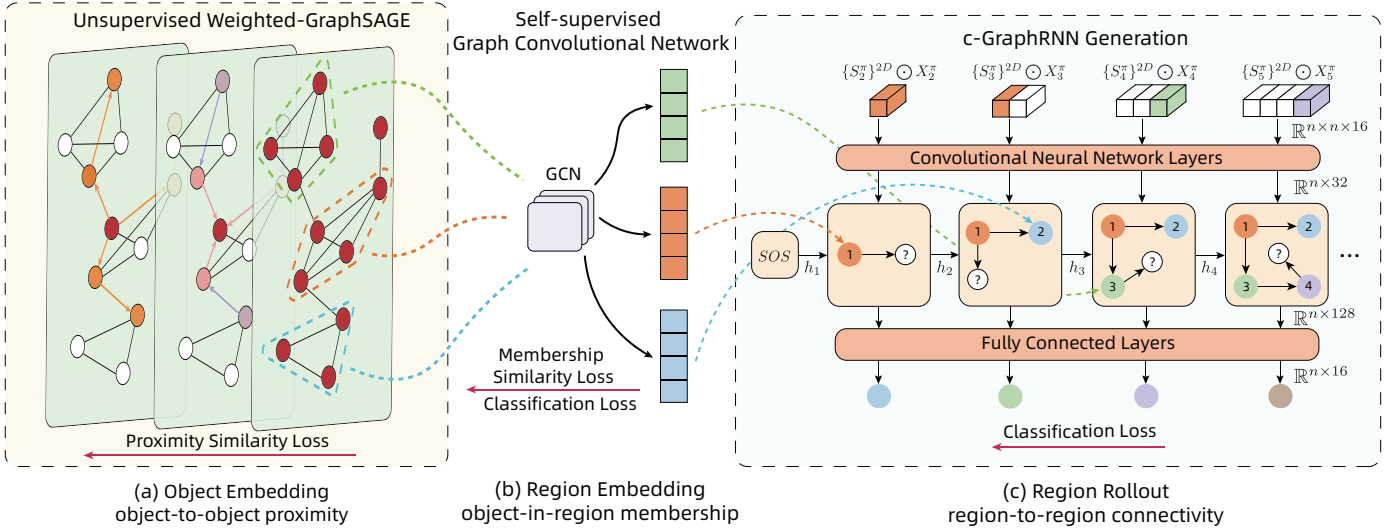 Unsupervised Weighted-GraphSAGE
Proximity Similarity Loss
(a) Object Embedding
object-to-object proximity
Self-supervised
Graph Convolutional Network
GCN
Membership
Similarity Loss
Classification Loss
(b) Region Embedding
object-in-region membership
c-GraphRNN Generation
{S₂^π}^2D ⊙ X₂^π
{S₃^π}^2D ⊙ X₃^π
{S₄^π}^2D ⊙ X₄^π
{S₅^π}^2D ⊙ X₅^π
ℝ^n×n×16
Convolutional Neural Network Layers
ℝ^n×32
SOS
h₁
1
?
h₂
1
2
?
h₃
1
2
?
3
h₄
1
2
?
3
4
...
ℝ^n×128
Fully Connected Layers
ℝ^n×16
Classification Loss
(c) Region Rollout
region-to-region connectivity